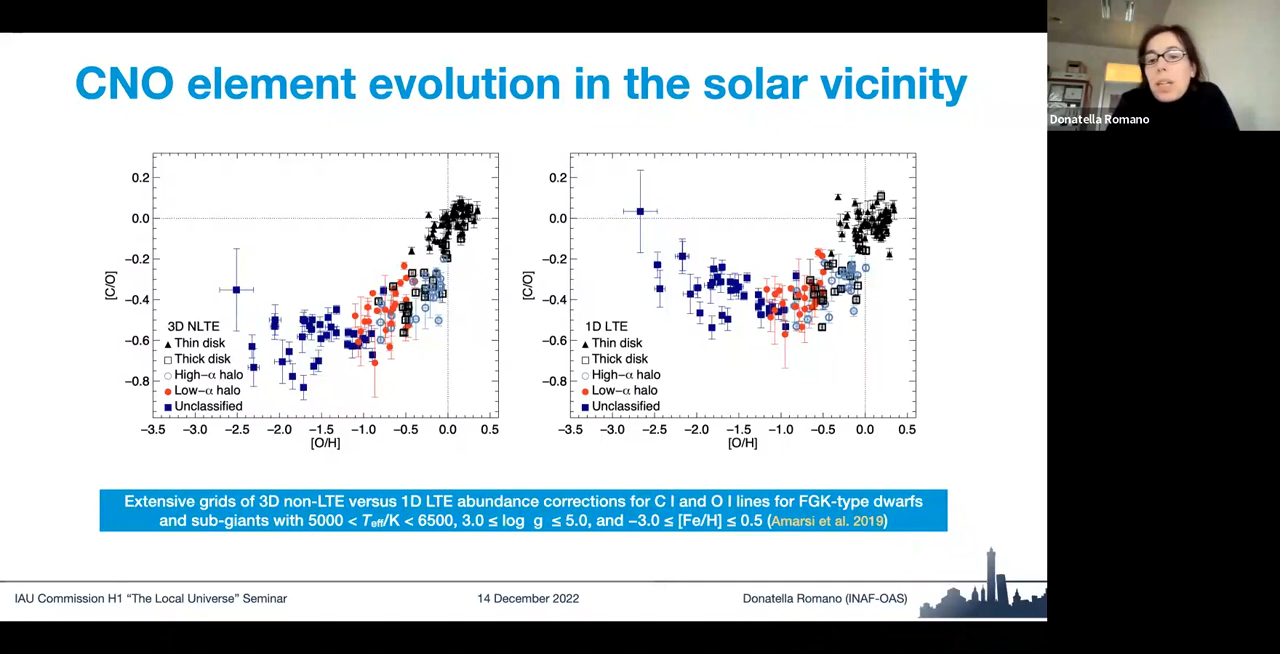 CNO element evolution in the solar vicinity
Donatella Romano
0.2
0.0
−0.2
−0.4
−0.6
−0.8
[C/O]
3D NLTE
Thin disk
Thick disk
High−α halo
Low−α halo
Unclassified
−3.5 −3.0 −2.5 −2.0 −1.5 −1.0 −0.5 0.0 0.5
[O/H]
0.2
0.0
−0.2
−0.4
−0.6
−0.8
[C/O]
1D LTE
Thin disk
Thick disk
High−α halo
Low−α halo
Unclassified
−3.5 −3.0 −2.5 −2.0 −1.5 −1.0 −0.5 0.0 0.5
[O/H]
Extensive grids of 3D non-LTE versus 1D LTE abundance corrections for C I and O I lines for FGK-type dwarfs
and sub-giants with 5000 < Teff/K < 6500, 3.0 ≤ log g ≤ 5.0, and −3.0 ≤ [Fe/H] ≤ 0.5 (Amarsi et al. 2019)
IAU Commission H1 “The Local Universe” Seminar
14 December 2022
Donatella Romano (INAF-OAS)